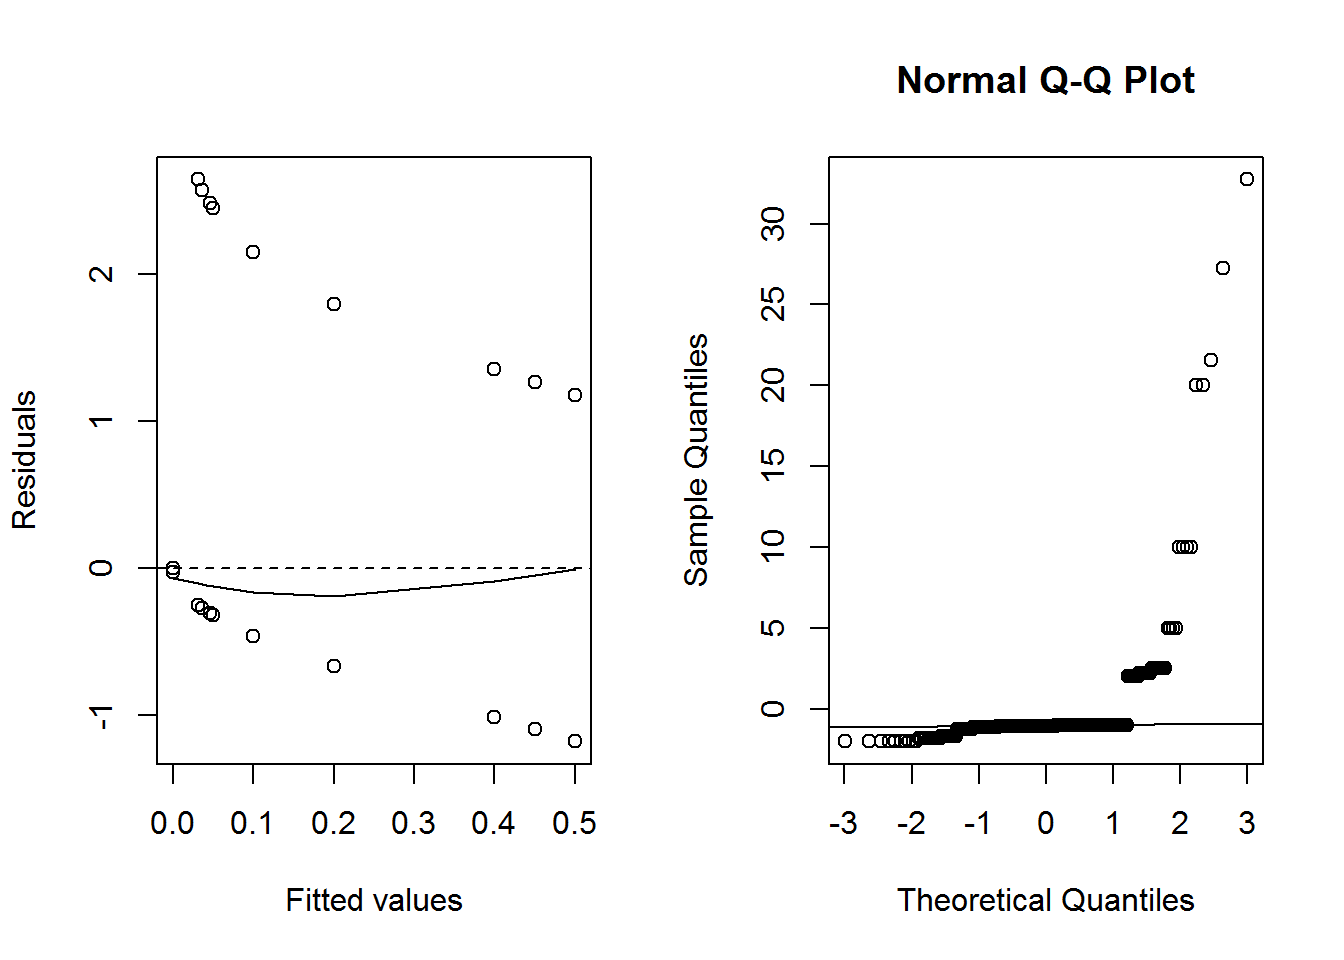 Residuals
2
1
0
-1
0.0 0.1 0.2 0.3 0.4 0.5
Fitted values
Normal Q-Q Plot
Sample Quantiles
30
25
20
15
10
5
0
-3 -2 -1 0 1 2 3
Theoretical Quantiles